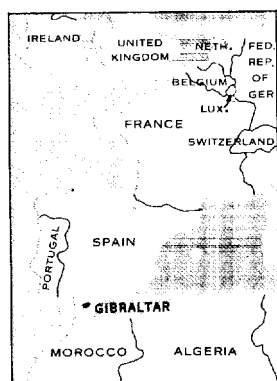 IRELAND
UNITED
KINGDOM
NETH.
FED.
REP.
OF
GER
BELGIUM
LUX.
FRANCE
SWITZERLAND
PORTUGAL
SPAIN
GIBRALTAR
MOROCCO
ALGERIA